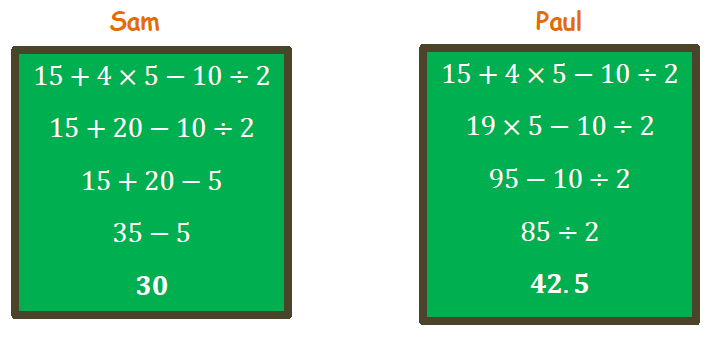 Sam
15 + 4 × 5 − 10 ÷ 2
15 + 20 − 10 ÷ 2
15 + 20 − 5
35 − 5
30
Paul
15 + 4 × 5 − 10 ÷ 2
19 × 5 − 10 ÷ 2
95 − 10 ÷ 2
85 ÷ 2
42.5